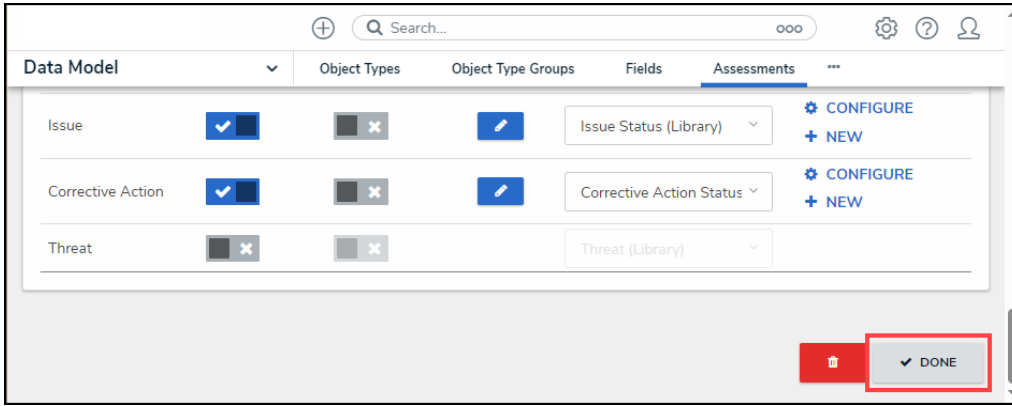 Search...
Data Model Object Types Object Type Groups Fields Assessments
Issue Issue Status (Library) CONFIGURE
NEW
Corrective Action Corrective Action Status CONFIGURE
NEW
Threat Threat (Library)
DONE